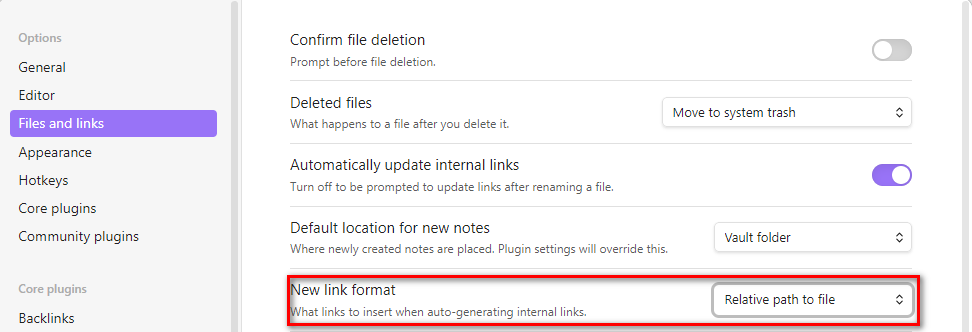 Options
General
Editor
Files and links
Appearance
Hotkeys
Core plugins
Community plugins
Core plugins
Backlinks
Confirm file deletion
Prompt before file deletion.
Deleted files
What happens to a file after you delete it.
Move to system trash
Automatically update internal links
Turn off to be prompted to update links after renaming a file.
Default location for new notes
Where newly created notes are placed. Plugin settings will override this.
Vault folder
New link format
What links to insert when auto-generating internal links.
Relative path to file